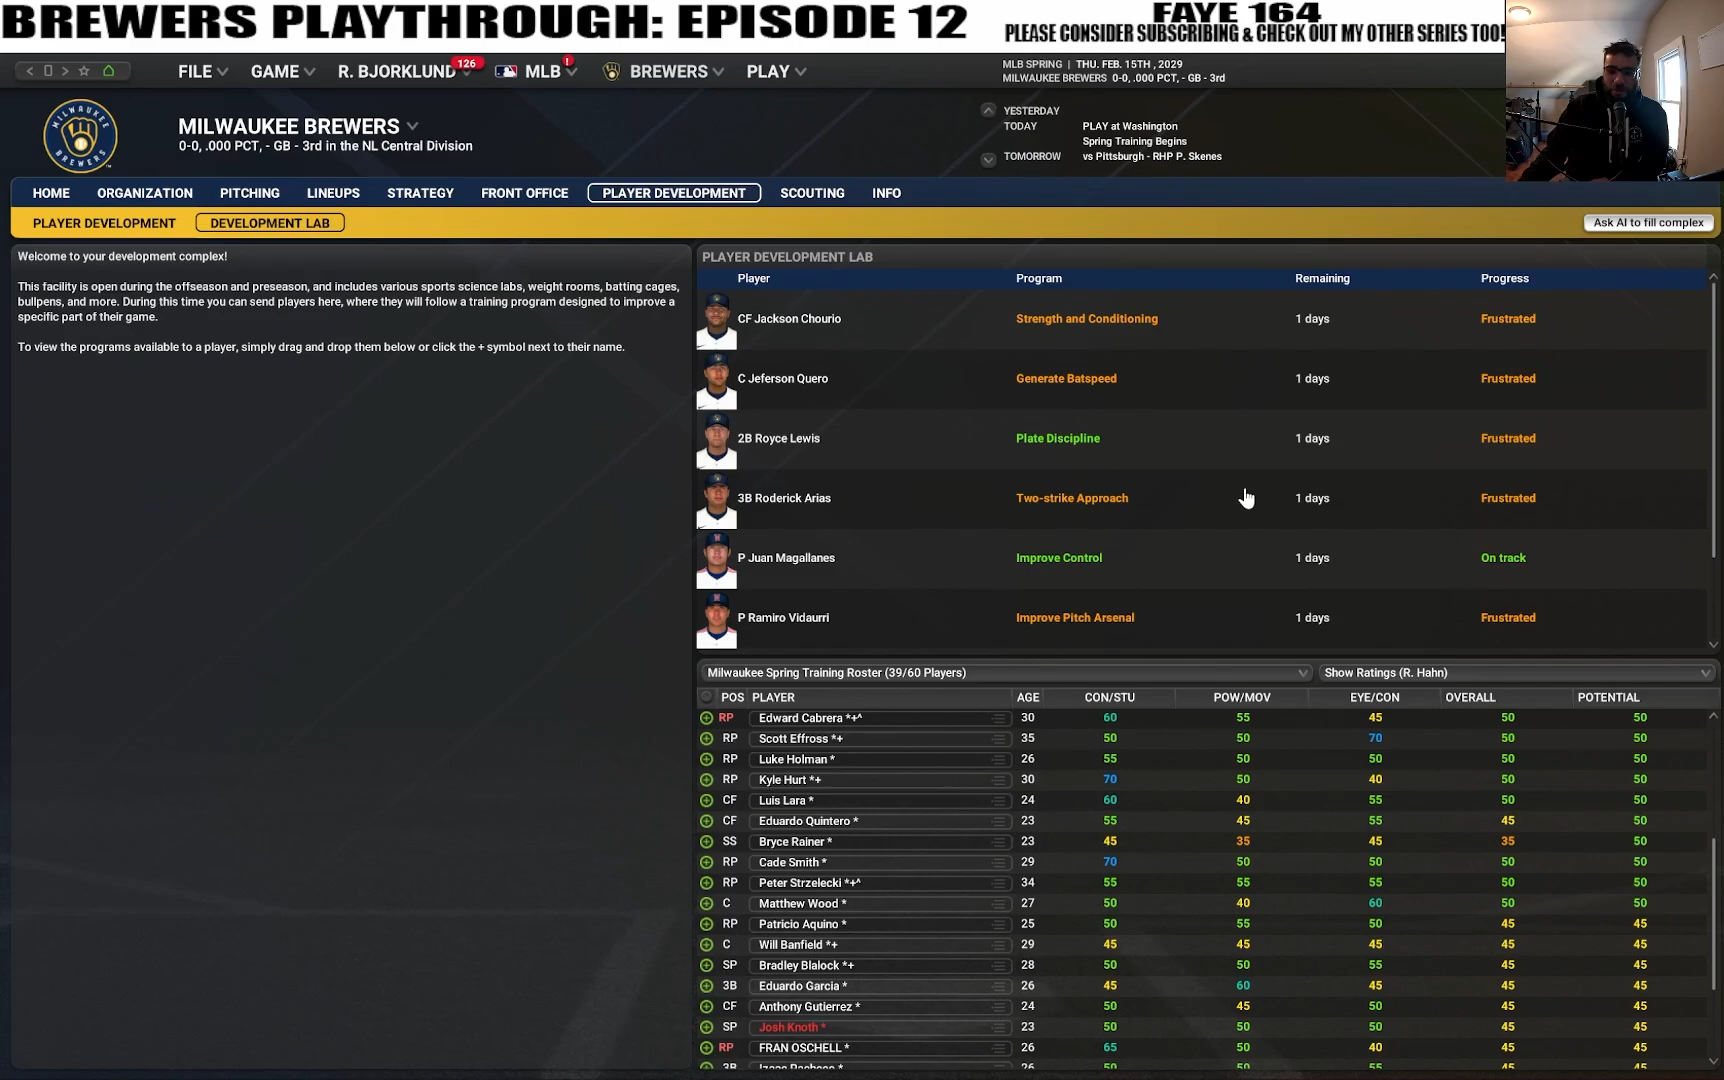 BREWERS PLAYTHROUGH: EPISODE 12
FAYE 164
PLEASE CONSIDER SUBSCRIBING & CHECK OUT MY OTHER SERIES TOO!
FILE GAME R. BJORKLUND 126 MLB ! BREWERS PLAY
MLB SPRING | THU. FEB. 15TH , 2029
MILWAUKEE BREWERS 0-0, .000 PCT, - GB - 3rd
MILWAUKEE BREWERS
0-0, .000 PCT, - GB - 3rd in the NL Central Division
YESTERDAY
TODAY PLAY at Washington
Spring Training Begins
TOMORROW vs Pittsburgh - RHP P. Skenes
HOME ORGANIZATION PITCHING LINEUPS STRATEGY FRONT OFFICE PLAYER DEVELOPMENT SCOUTING INFO
PLAYER DEVELOPMENT DEVELOPMENT LAB Ask AI to fill complex
Welcome to your development complex!
This facility is open during the offseason and preseason, and includes various sports science labs, weight rooms, batting cages,
bullpens, and more. During this time you can send players here, where they will follow a training program designed to improve a
specific part of their game.
To view the programs available to a player, simply drag and drop them below or click the + symbol next to their name.
PLAYER DEVELOPMENT LAB
Player Program Remaining Progress
CF Jackson Chourio Strength and Conditioning 1 days Frustrated
C Jeferson Quero Generate Batspeed 1 days Frustrated
2B Royce Lewis Plate Discipline 1 days Frustrated
3B Roderick Arias Two-strike Approach 1 days Frustrated
P Juan Magallanes Improve Control 1 days On track
P Ramiro Vidaurri Improve Pitch Arsenal 1 days Frustrated
Milwaukee Spring Training Roster (39/60 Players) Show Ratings (R. Hahn)
POS PLAYER AGE CON/STU POW/MOV EYE/CON OVERALL POTENTIAL
RP Edward Cabrera *+^ 30 60 55 45 50 50
RP Scott Effross *+ 35 50 50 70 50 50
RP Luke Holman * 26 55 50 50 50 50
RP Kyle Hurt *+ 30 70 50 40 50 50
CF Luis Lara * 24 60 40 55 50 50
CF Eduardo Quintero * 23 55 45 55 45 50
SS Bryce Rainer * 23 45 35 45 35 50
RP Cade Smith * 29 70 50 50 50 50
RP Peter Strzelecki *+^ 34 55 55 55 50 50
C Matthew Wood * 27 50 40 60 50 50
RP Patricio Aquino * 25 50 55 50 45 45
C Will Banfield *+ 29 45 45 45 45 45
SP Bradley Blalock *+ 28 50 50 55 45 45
3B Eduardo Garcia * 26 45 60 45 45 45
CF Anthony Gutierrez * 24 50 45 50 45 45
SP Josh Knoth * 23 50 50 50 45 45
RP FRAN OSCHELL * 26 65 50 40 45 45
3B Izaac Pacheco * 26 50 50 55 45 45